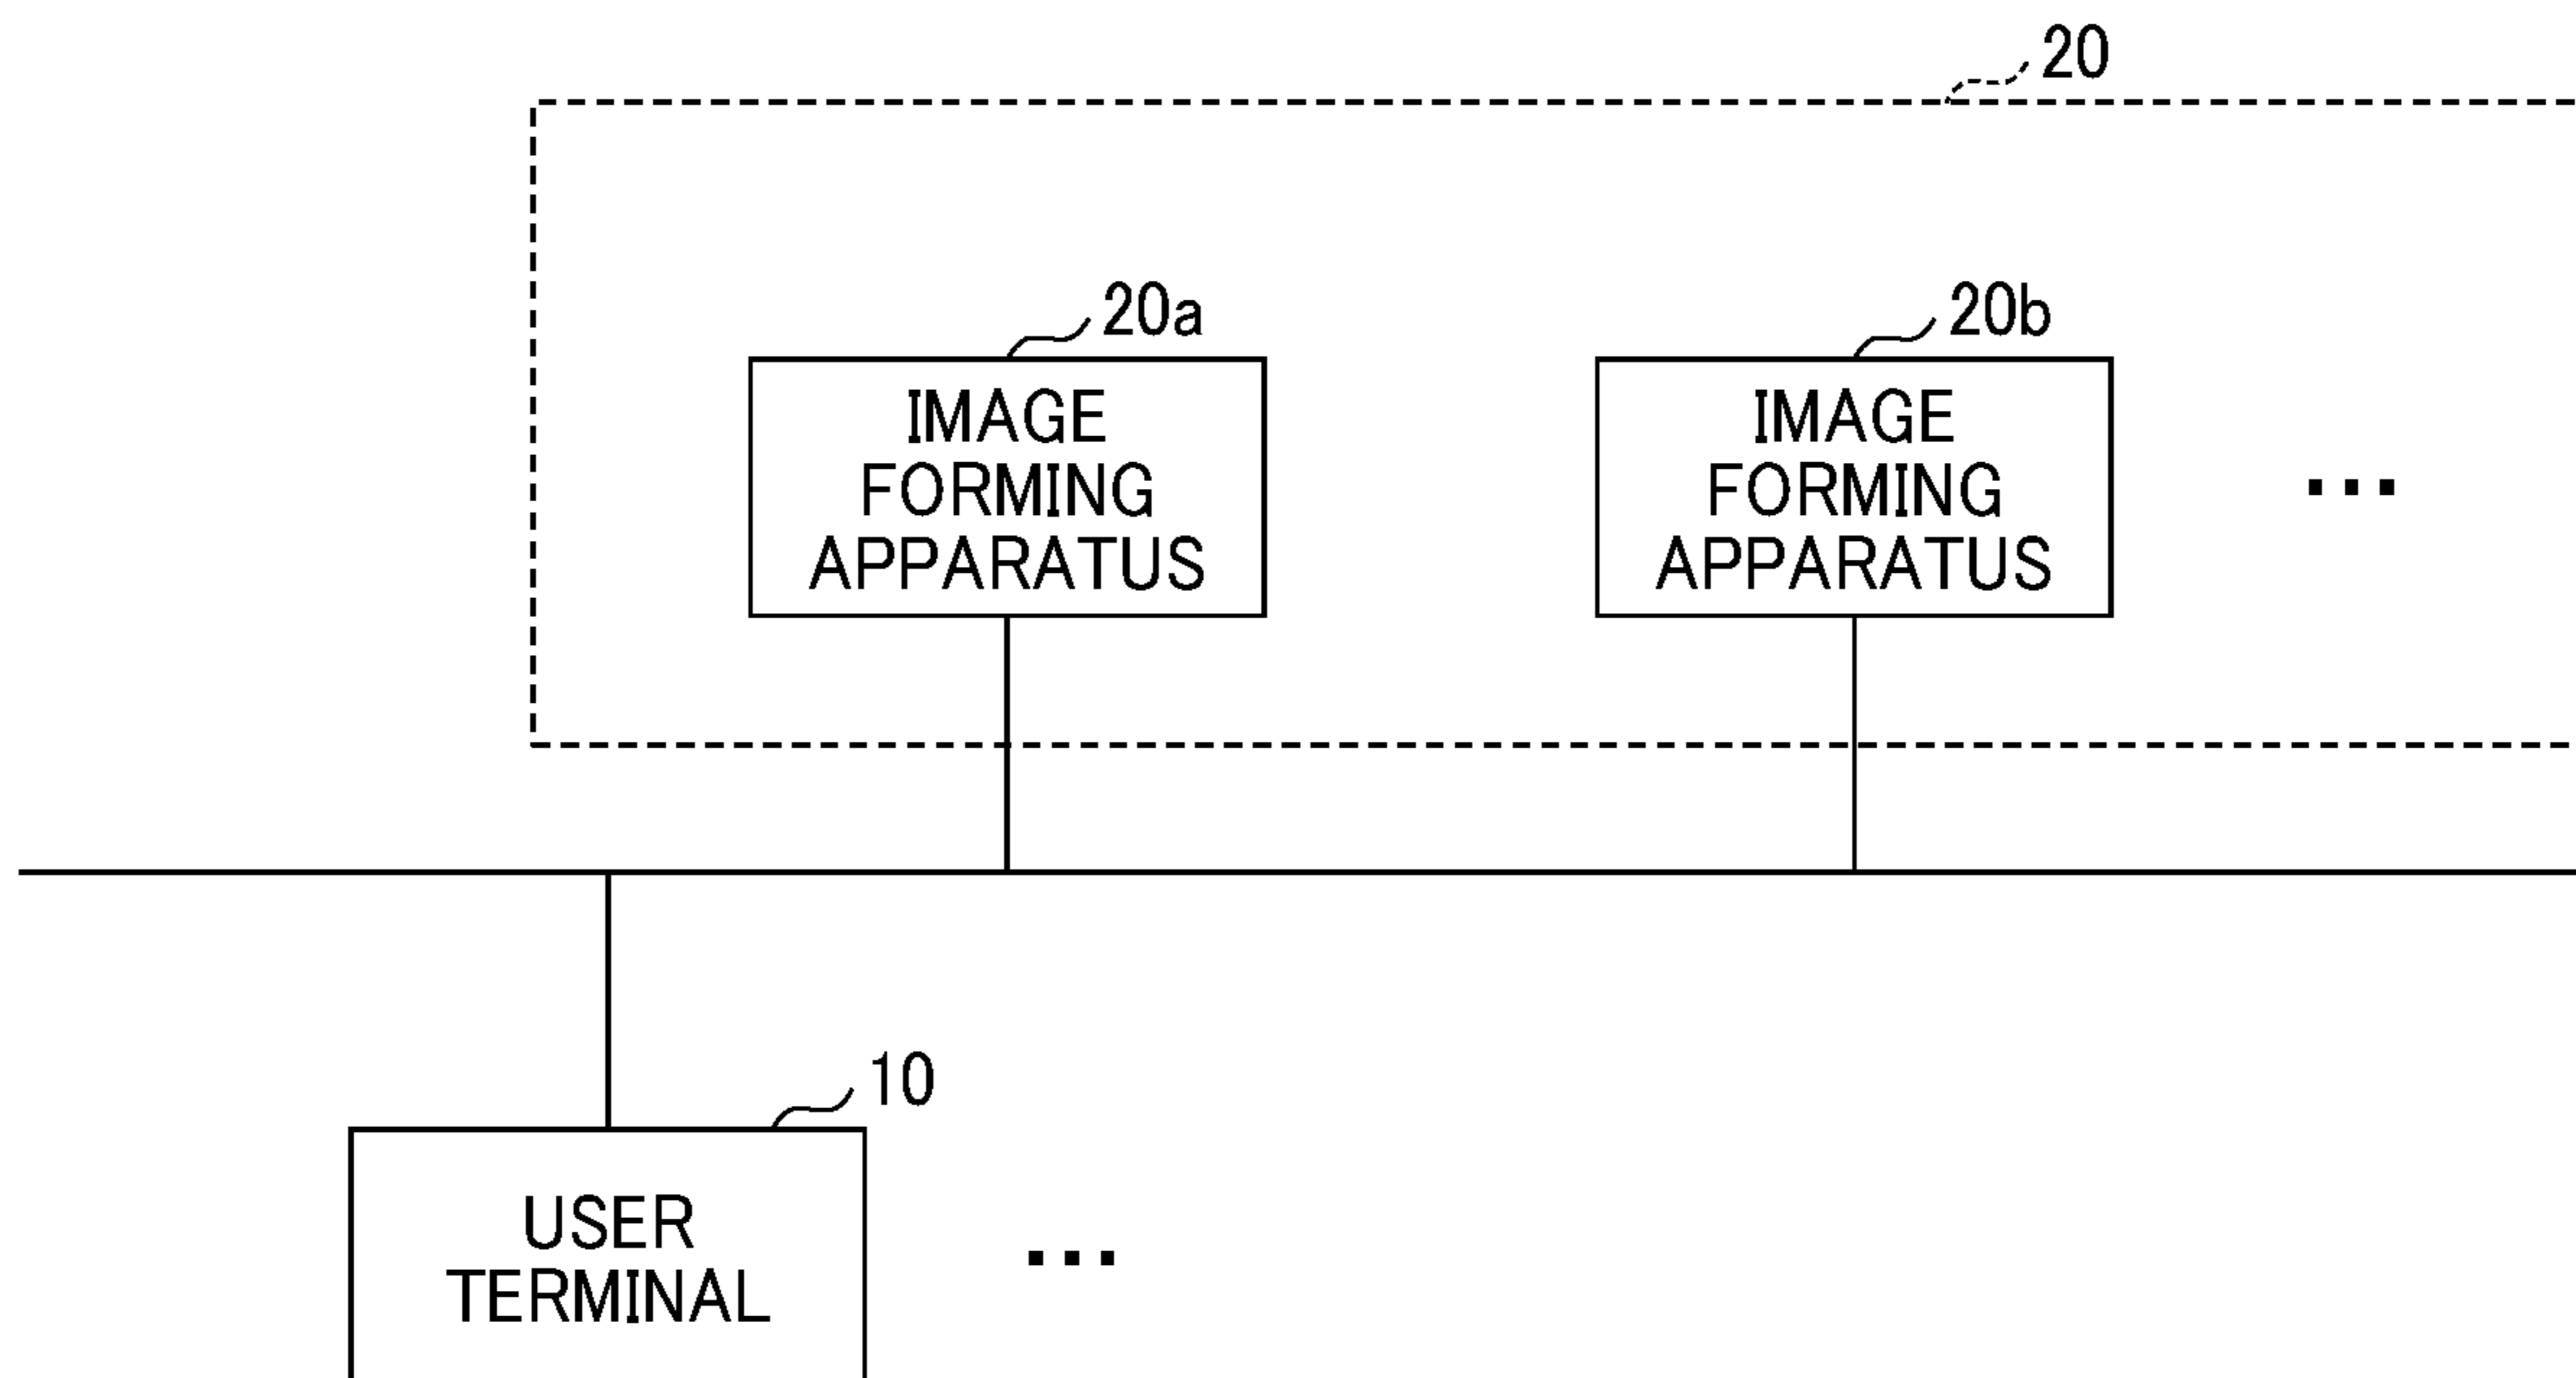 20
20a
IMAGE
FORMING
APPARATUS
20b
IMAGE
FORMING
APPARATUS
...
10
USER
TERMINAL
...